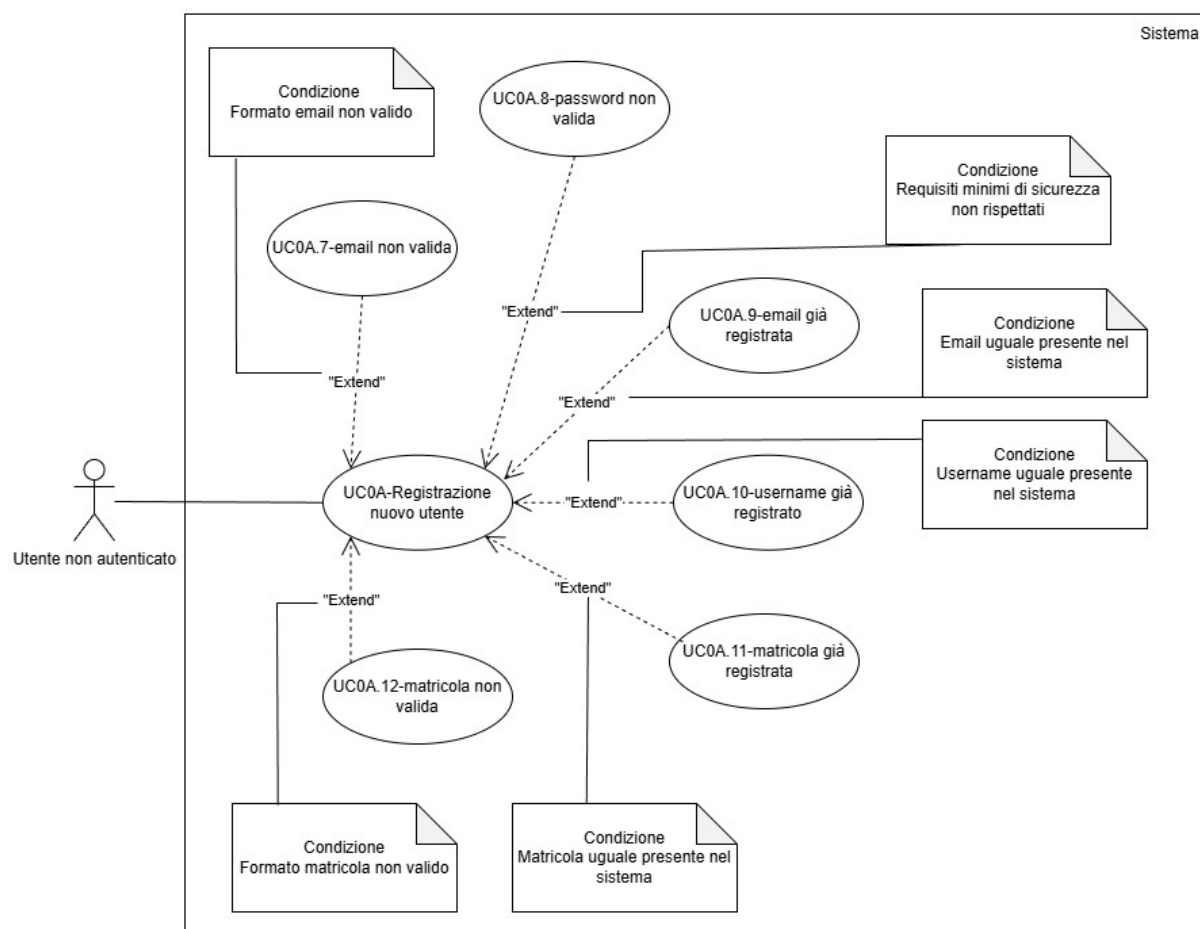 Sistema
Condizione
Formato email non valido
UC0A.8-password non
valida
Condizione
Requisiti minimi di sicurezza
non rispettati
UC0A.7-email non valida
"Extend"
UC0A.9-email già
registrata
Condizione
Email uguale presente nel
sistema
"Extend"
"Extend"
Condizione
Username uguale presente
nel sistema
UC0A-Registrazione
nuovo utente
"Extend"
UC0A.10-username già
registrato
Utente non autenticato
"Extend"
"Extend"
UC0A.11-matricola già
registrata
UC0A.12-matricola non
valida
Condizione
Formato matricola non valido
Condizione
Matricola uguale presente nel
sistema